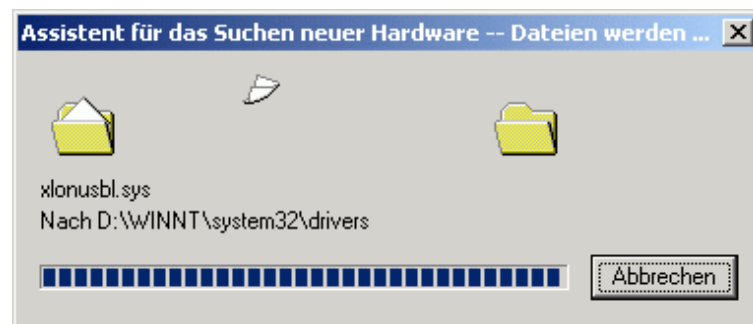 Assistent für das Suchen neuer Hardware -- Dateien werden ...
xlonusbl.sys
Nach D:\WINNT\system32\drivers
Abbrechen